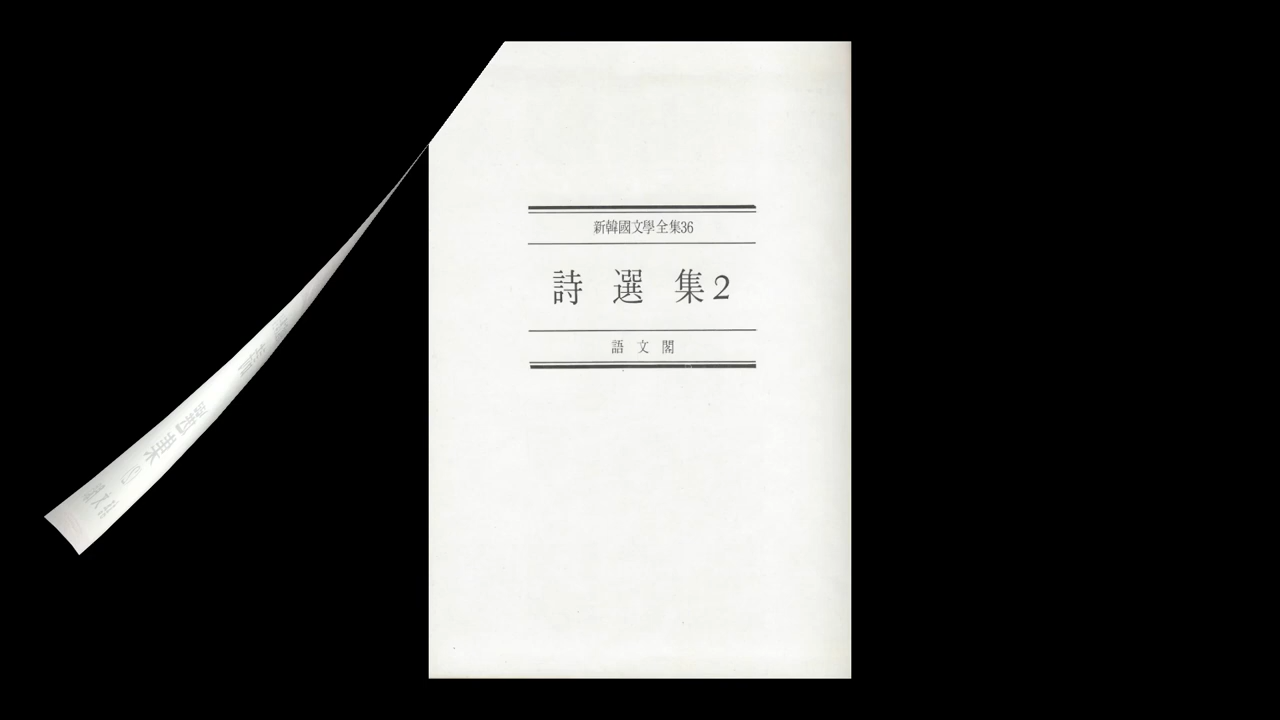 新韓國文學全集36
詩 選 集2
語 文 閣